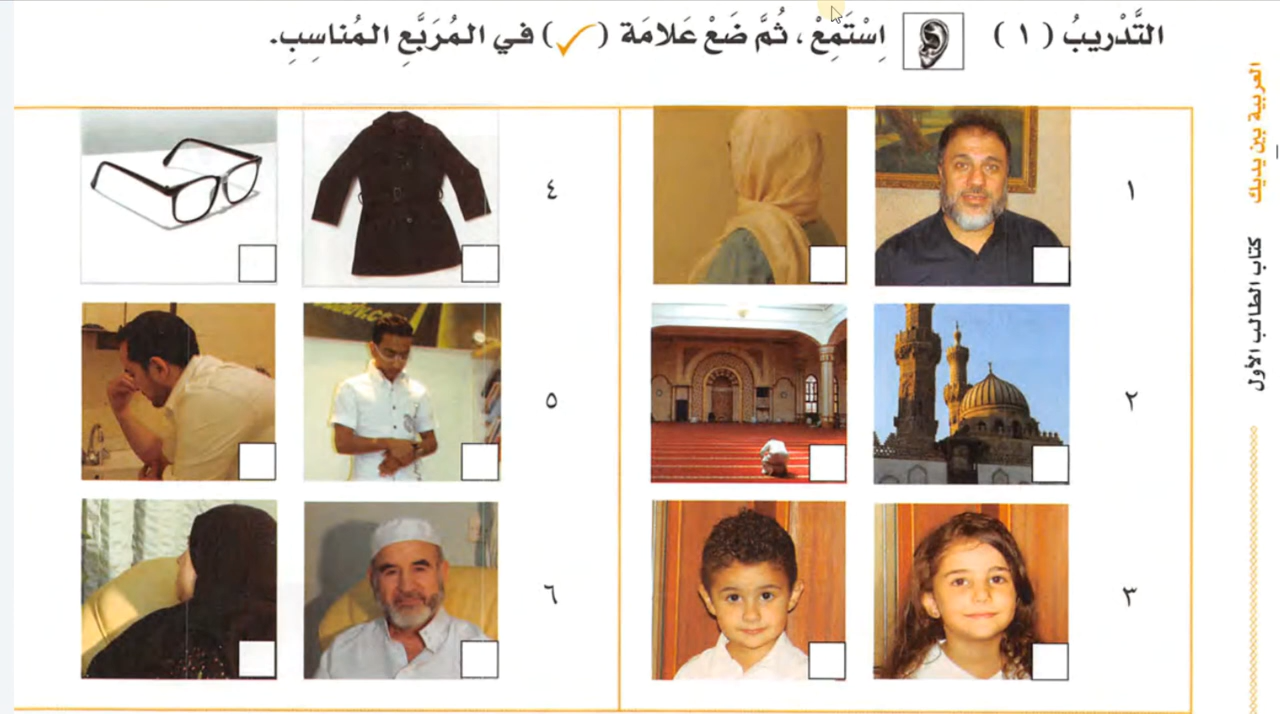 التَّدْرِيبُ ( ١ ) اِسْتَمِعْ ، ثُمَّ ضَعْ عَلامَة ( ✓ ) في المُرَبَّعِ المُناسِبِ.
١
٢
٣
٤
٥
٦
العربية بين يديك
كتاب الطالب الأول